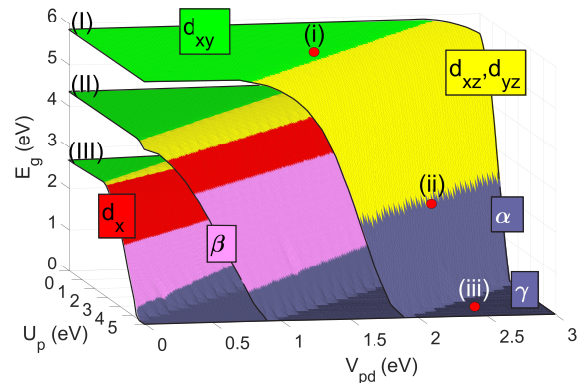 (I)
d_xy
(i)
(II)
d_xz,d_yz
(III)
d_x
β
(ii)
α
(iii)
γ
E_g (eV)
6
5
4
3
2
1
0
U_p (eV)
0
1
2
3
4
5
V_pd (eV)
0
0.5
1
1.5
2
2.5
3